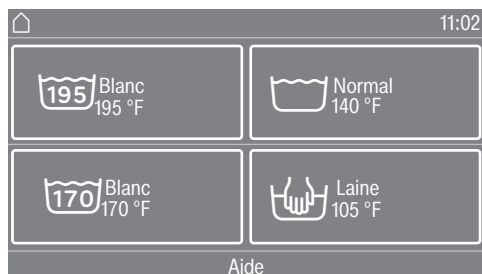 11:02
195 Blanc
195 °F
Normal
140 °F
170 Blanc
170 °F
Laine
105 °F
Aide